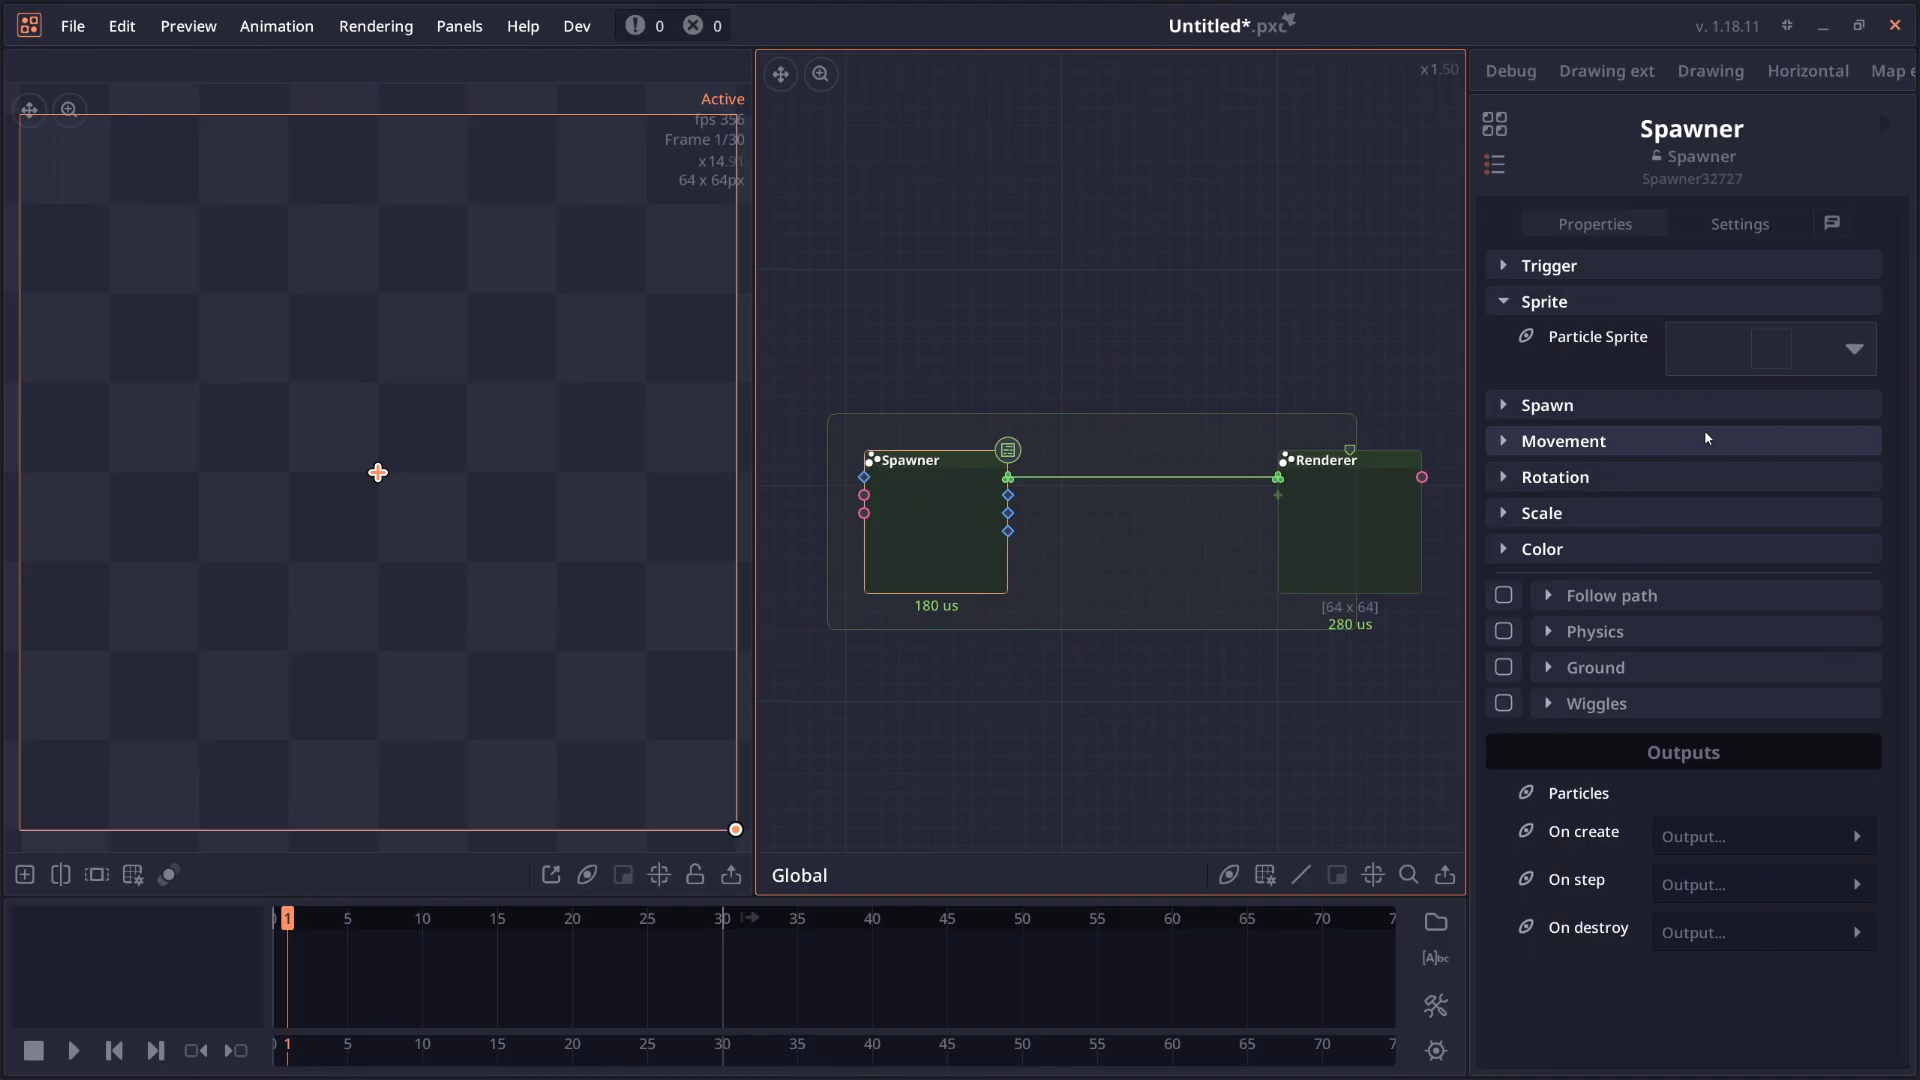 File Edit Preview Animation Rendering Panels Help Dev 0 0 Untitled*.pxc v. 1.18.11
Debug Drawing ext Drawing Horizontal Map e
Active
fps 356
Frame 1/30
x14.91
64 x 64px
x1.50
Spawner
180 us
Renderer
[64 x 64]
280 us
Global
Spawner
Spawner
Spawner32727
Properties Settings
Trigger
Sprite
Particle Sprite
Spawn
Movement
Rotation
Scale
Color
Follow path
Physics
Ground
Wiggles
Outputs
Particles
On create Output...
On step Output...
On destroy Output...
1 5 10 15 20 25 30 35 40 45 50 55 60 65 70 7
[A]bc
1 5 10 15 20 25 30 35 40 45 50 55 60 65 70 7